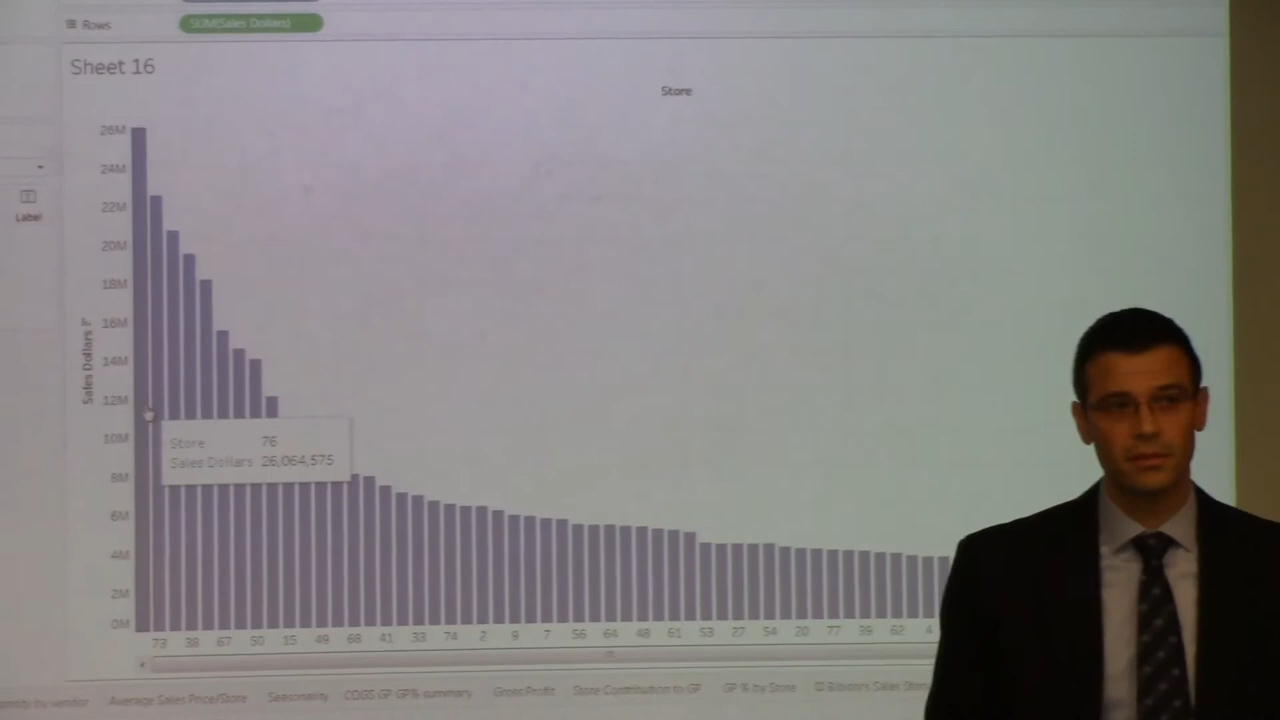 Rows
SUM(Sales Dollars)
Sheet 16
Store
Label
Sales Dollars
26M
24M
22M
20M
18M
16M
14M
12M
10M
8M
6M
4M
2M
0M
Store 76
Sales Dollars 26,064,575
73 38 67 50 15 49 68 41 33 74 2 9 7 56 64 48 61 53 27 54 20 77 39 62 4
by vendor Average Sales Price/Store Seasonality COGS GP GP% summary Gross Profit Store Contribution to GP GP % by Store Sales